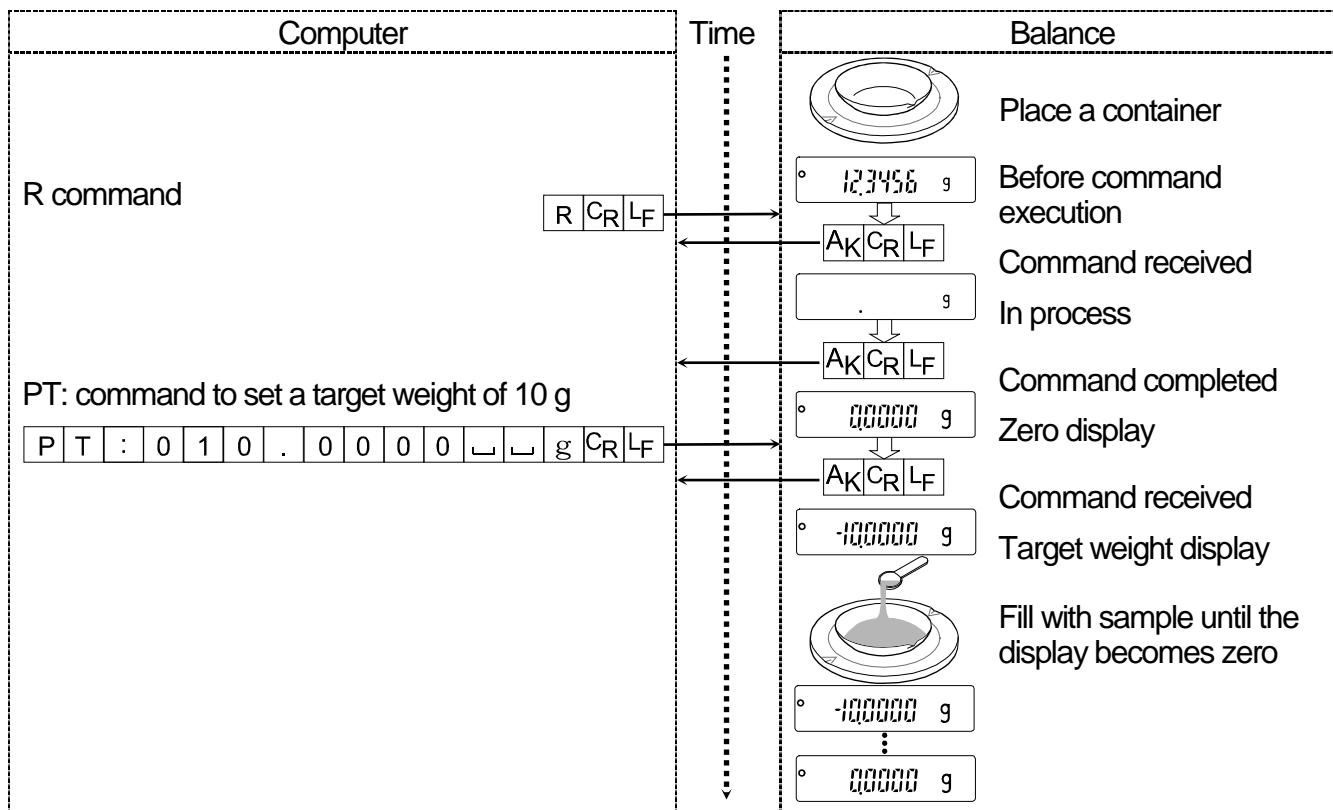 Computer
Time
Balance
Place a container
12.3456 g
Before command
execution
R command
R CR LF
AK CR LF
Command received
. g
In process
AK CR LF
Command completed
PT: command to set a target weight of 10 g
0.0000 g
Zero display
P T : 0 1 0 . 0 0 0 0 ␣ ␣ g CR LF
AK CR LF
Command received
-10.0000 g
Target weight display
Fill with sample until the
display becomes zero
-10.0000 g
0.0000 g